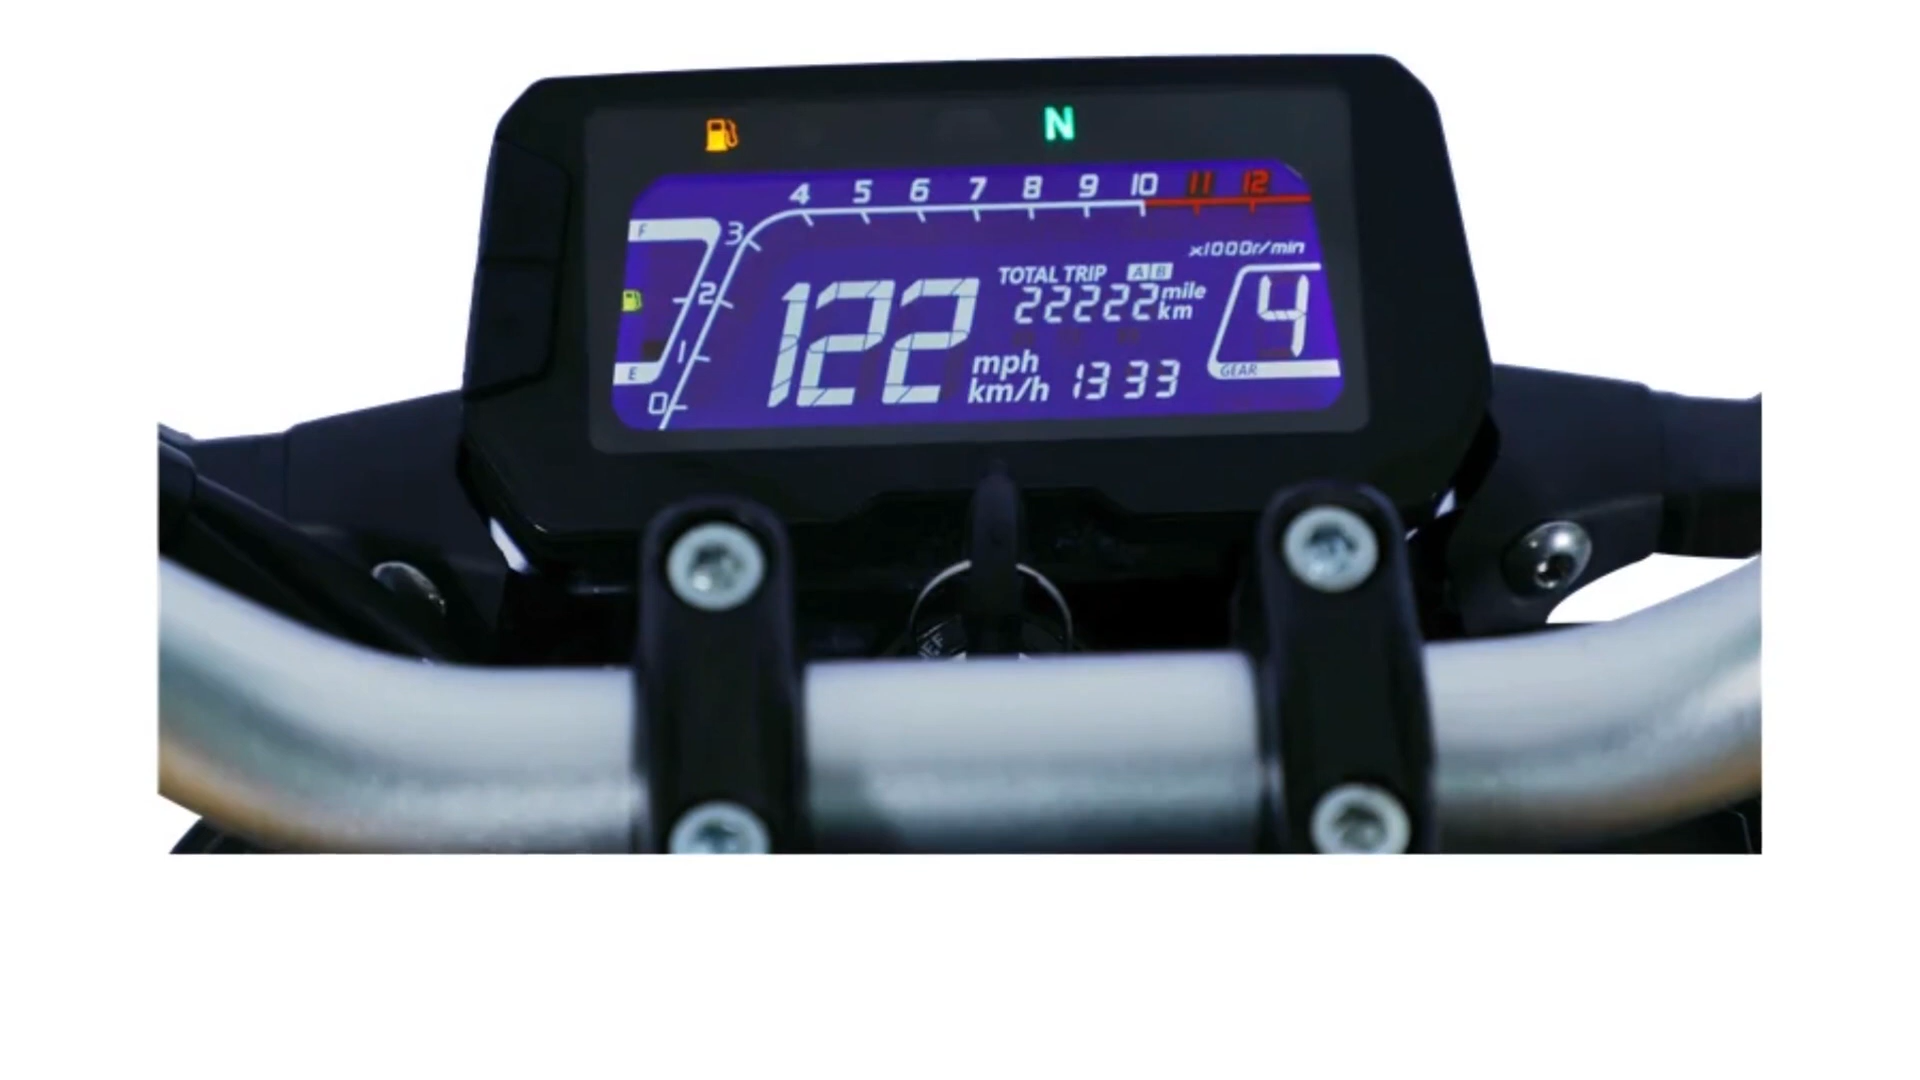 N
4 5 6 7 8 9 10 11 12
F
3
x1000r/min
TOTAL TRIP A B
2
22222 mile
km
4
1
122 mph
km/h 13 33
E
GEAR
0